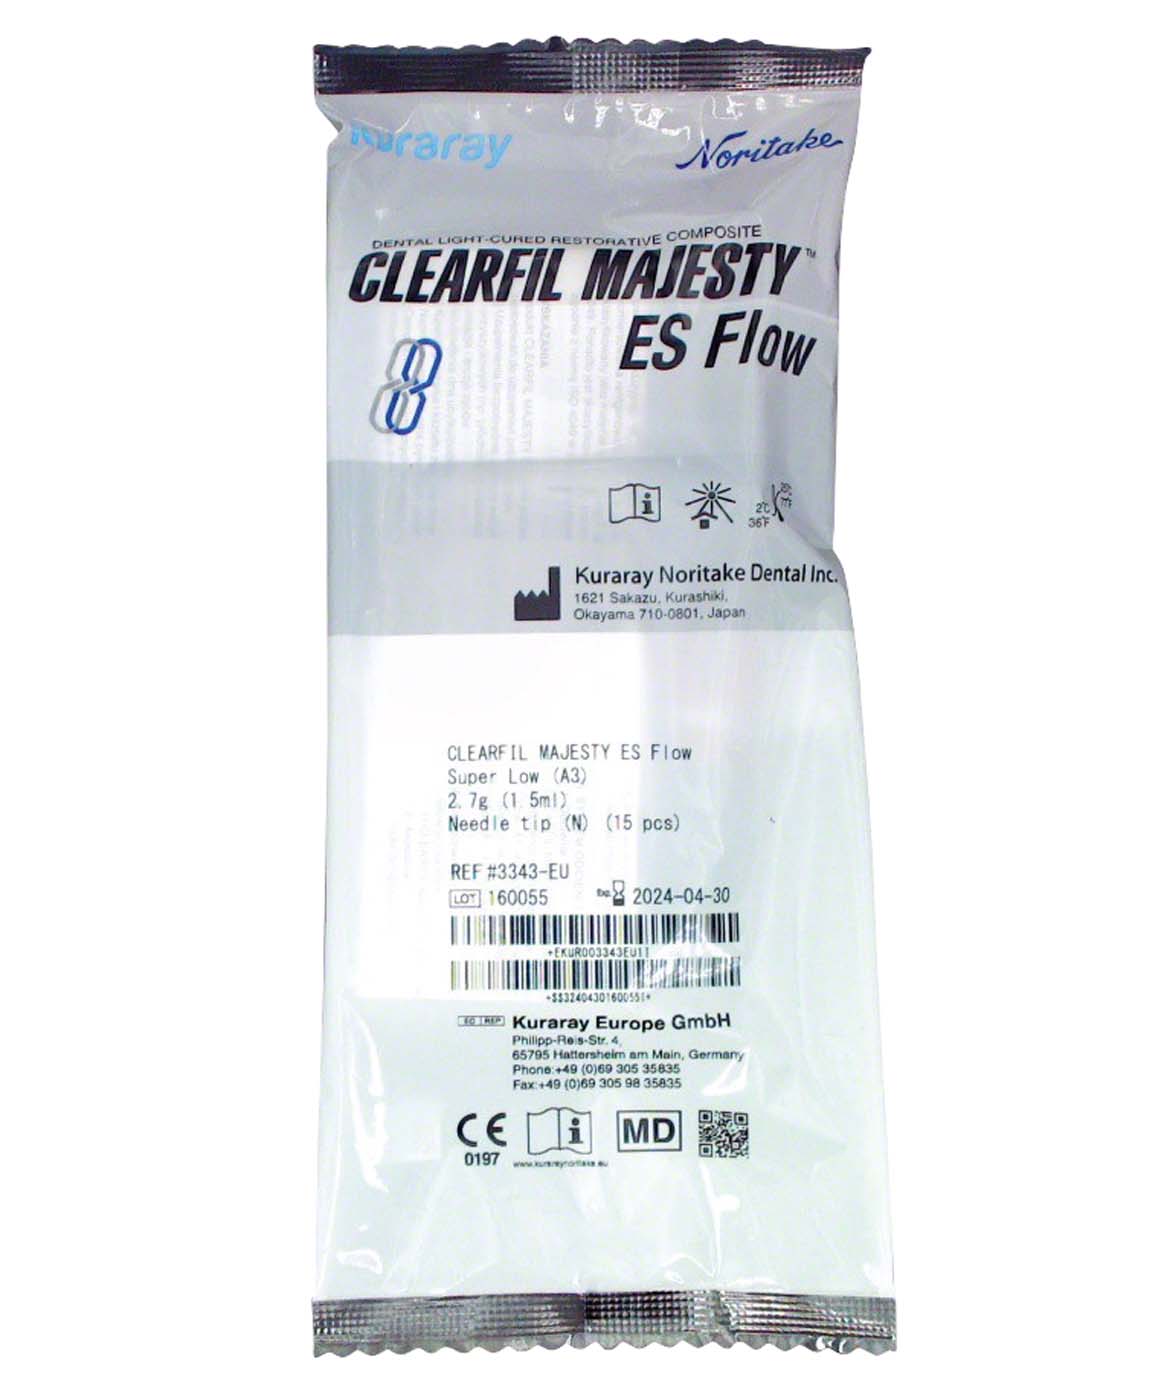 Kuraray Noritake
DENTAL LIGHT-CURED RESTORATIVE COMPOSITE
CLEARFIL MAJESTY™
ES Flow
2℃
36°F
Kuraray Noritake Dental Inc.
1621 Sakazu, Kurashiki,
Okayama 710-0801, Japan
CLEARFIL MAJESTY ES Flow
Super Low (A3)
2.7g (1.5ml)
Needle tip (N) (15 pcs)
REF #3343-EU
LOT 160055 Exp. 2024-04-30
+EKUR003343EU1I
EC REP Kuraray Europe GmbH
Philipp-Reis-Str. 4,
65795 Hattersheim am Main, Germany
Phone:+49 (0)69 305 35835
Fax:+49 (0)69 305 98 35835
CE MD
0197 www.kuraraynoritake.eu